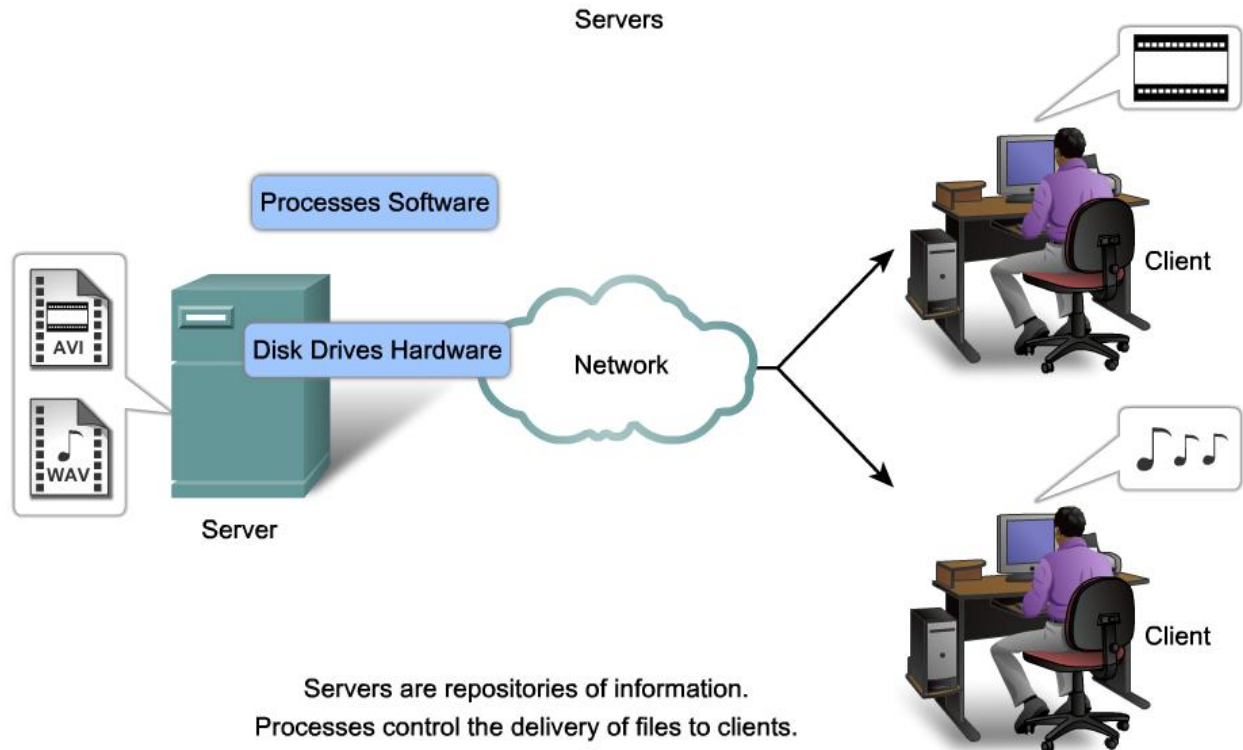 Servers
Processes Software
Client
AVI
Disk Drives Hardware
Network
WAV
Server
Client
Servers are repositories of information.
Processes control the delivery of files to clients.